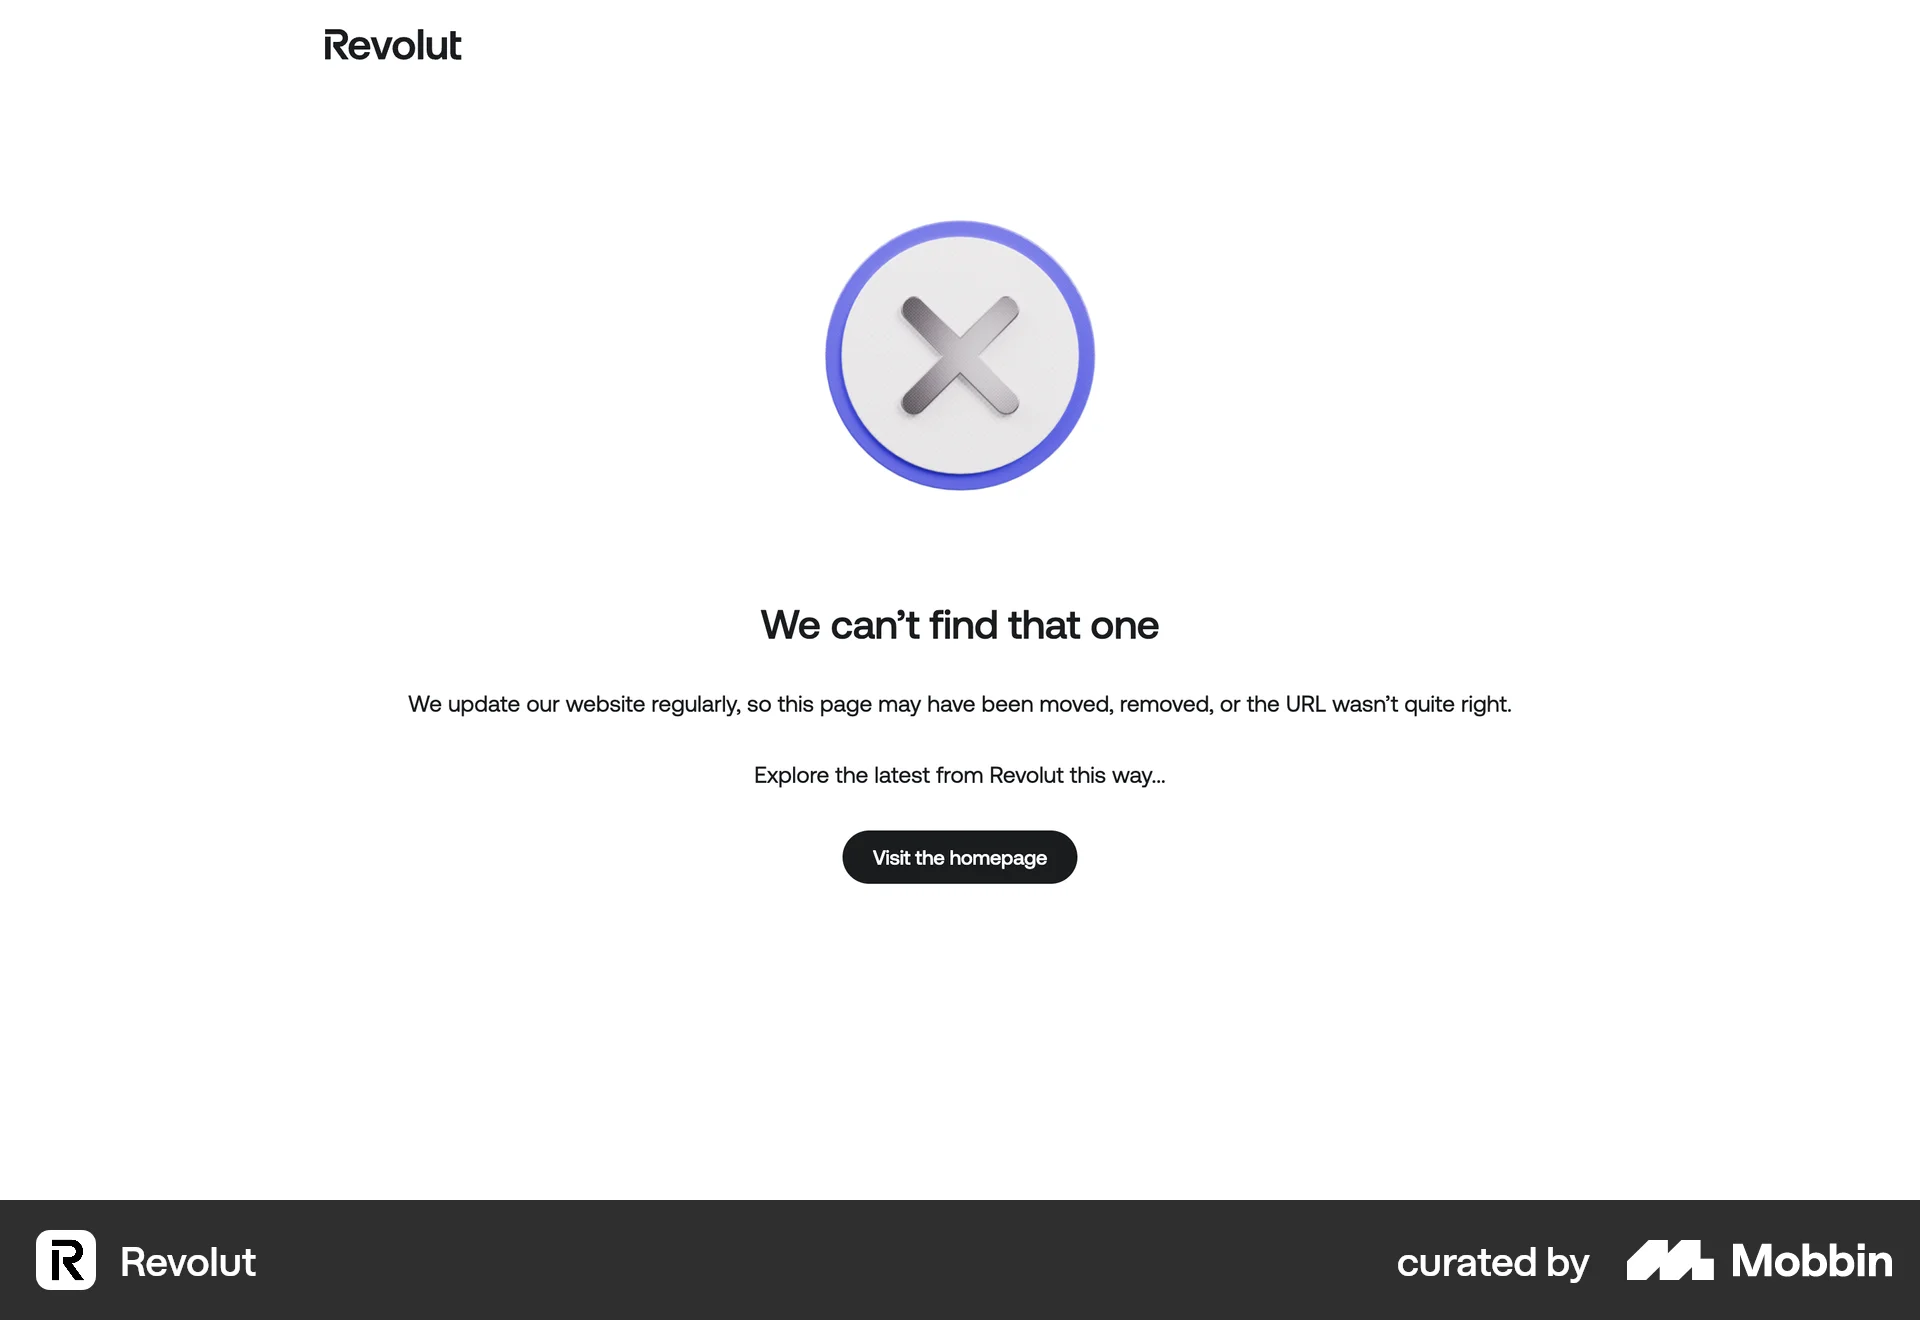 Revolut
We can’t find that one
We update our website regularly, so this page may have been moved, removed, or the URL wasn’t quite right.
Explore the latest from Revolut this way...
Visit the homepage
R Revolut
curated by Mobbin